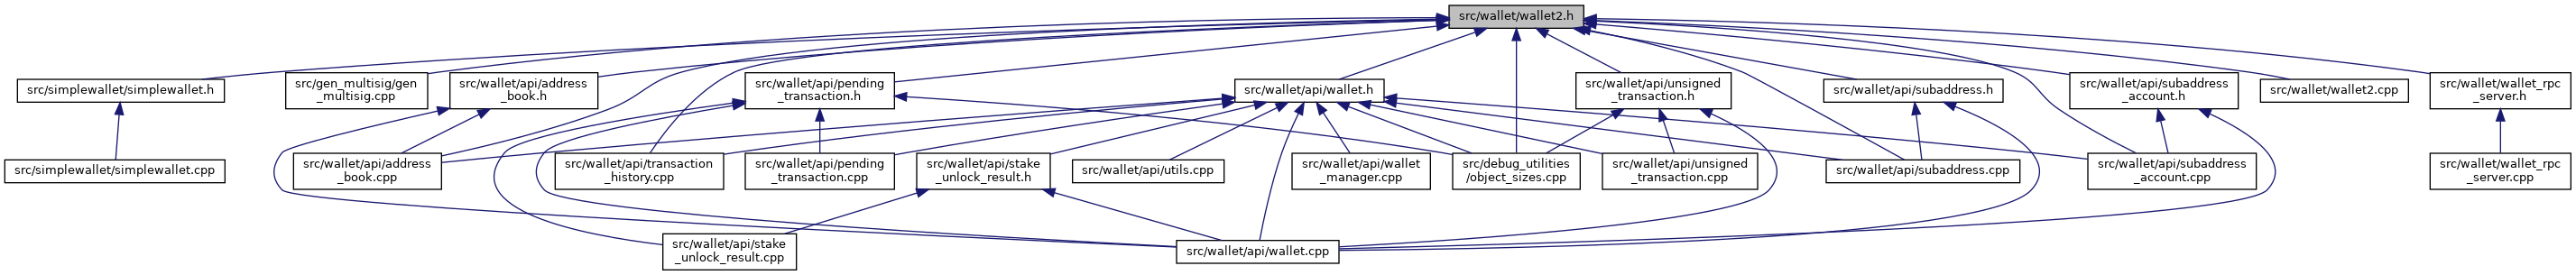 src/wallet/wallet2.h
src/simplewallet/simplewallet.h
src/gen_multisig/gen
_multisig.cpp
src/wallet/api/address
_book.h
src/wallet/api/pending
_transaction.h
src/wallet/api/wallet.h
src/wallet/api/unsigned
_transaction.h
src/wallet/api/subaddress.h
src/wallet/api/subaddress
_account.h
src/wallet/wallet2.cpp
src/wallet/wallet_rpc
_server.h
src/simplewallet/simplewallet.cpp
src/wallet/api/address
_book.cpp
src/wallet/api/transaction
_history.cpp
src/wallet/api/pending
_transaction.cpp
src/wallet/api/stake
_unlock_result.h
src/wallet/api/utils.cpp
src/wallet/api/wallet
_manager.cpp
src/debug_utilities
/object_sizes.cpp
src/wallet/api/unsigned
_transaction.cpp
src/wallet/api/subaddress.cpp
src/wallet/api/subaddress
_account.cpp
src/wallet/wallet_rpc
_server.cpp
src/wallet/api/stake
_unlock_result.cpp
src/wallet/api/wallet.cpp